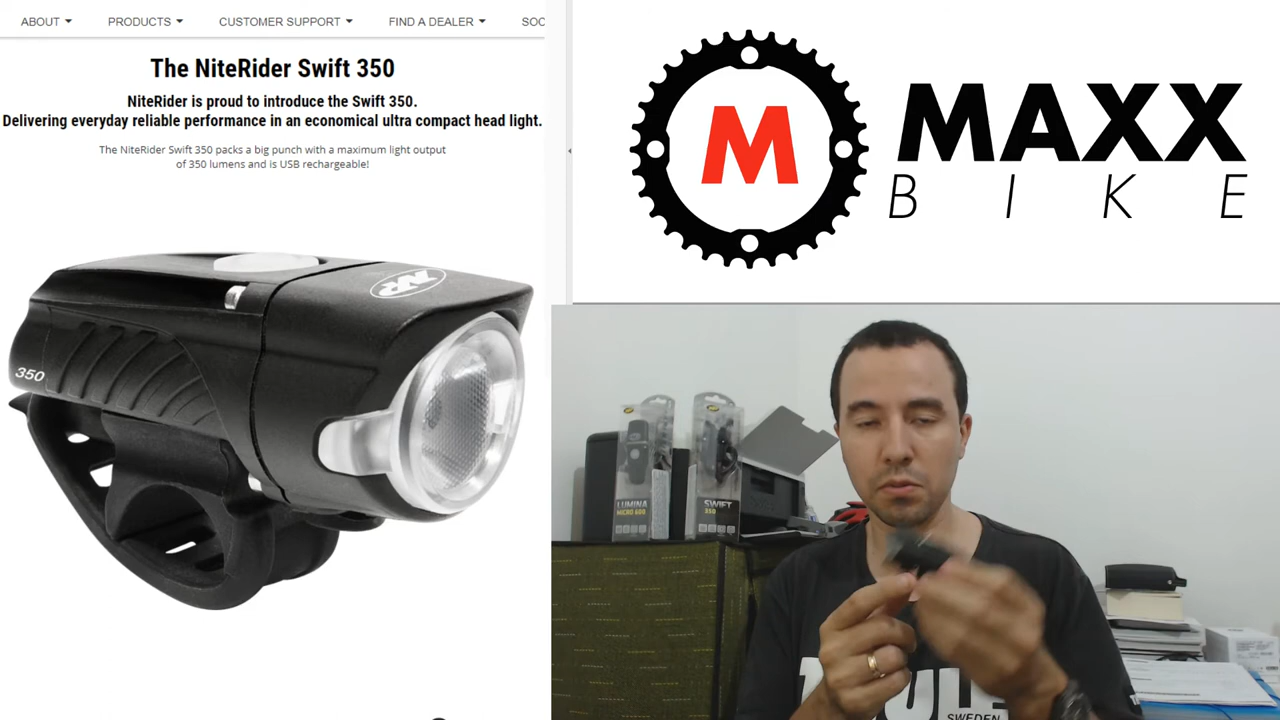 ABOUT PRODUCTS CUSTOMER SUPPORT FIND A DEALER SOC
The NiteRider Swift 350
NiteRider is proud to introduce the Swift 350.
Delivering everyday reliable performance in an economical ultra compact head light.
The NiteRider Swift 350 packs a big punch with a maximum light output
of 350 lumens and is USB rechargeable!
NR
350
M
MAXX
BIKE
LUMINA
MICRO 600
SWIFT
350
SWEDEN